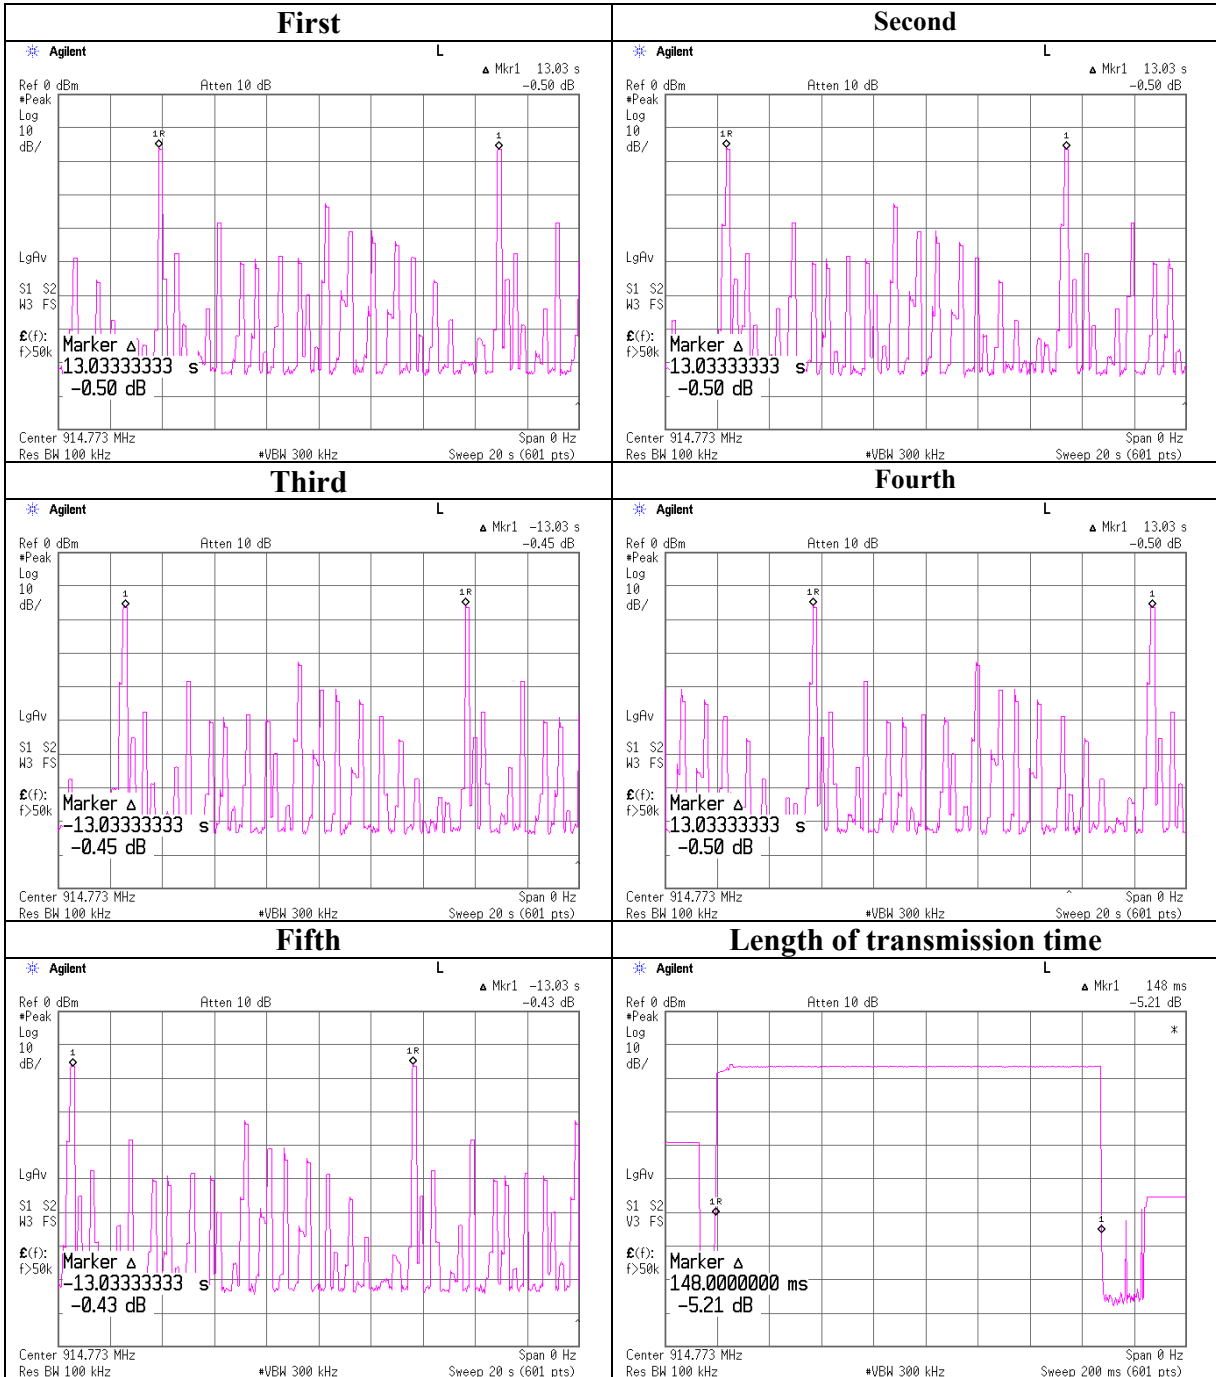 First
Second
Agilent
L
Δ Mkr1 13.03 s
Ref 0 dBm
Atten 10 dB
-0.50 dB
#Peak
Log
10
dB/
1R
1
LgAv
S1 S2
W3 FS
£(f):
f>50k
Marker Δ
13.03333333 s
-0.50 dB
Center 914.773 MHz
Span 0 Hz
Res BW 100 kHz
#VBW 300 kHz
Sweep 20 s (601 pts)
Agilent
L
Δ Mkr1 13.03 s
Ref 0 dBm
Atten 10 dB
-0.50 dB
#Peak
Log
10
dB/
1R
1
LgAv
S1 S2
W3 FS
£(f):
f>50k
Marker Δ
13.03333333 s
-0.50 dB
Center 914.773 MHz
Span 0 Hz
Res BW 100 kHz
#VBW 300 kHz
Sweep 20 s (601 pts)
Third
Fourth
Agilent
L
Δ Mkr1 -13.03 s
Ref 0 dBm
Atten 10 dB
-0.45 dB
#Peak
Log
10
dB/
1
1R
LgAv
S1 S2
W3 FS
£(f):
f>50k
Marker Δ
-13.03333333 s
-0.45 dB
Center 914.773 MHz
Span 0 Hz
Res BW 100 kHz
#VBW 300 kHz
Sweep 20 s (601 pts)
Agilent
L
Δ Mkr1 13.03 s
Ref 0 dBm
Atten 10 dB
-0.50 dB
#Peak
Log
10
dB/
1R
1
LgAv
S1 S2
W3 FS
£(f):
f>50k
Marker Δ
13.03333333 s
-0.50 dB
Center 914.773 MHz
Span 0 Hz
Res BW 100 kHz
#VBW 300 kHz
Sweep 20 s (601 pts)
Fifth
Length of transmission time
Agilent
L
Δ Mkr1 -13.03 s
Ref 0 dBm
Atten 10 dB
-0.43 dB
#Peak
Log
10
dB/
1
1R
LgAv
S1 S2
W3 FS
£(f):
f>50k
Marker Δ
-13.03333333 s
-0.43 dB
Center 914.773 MHz
Span 0 Hz
Res BW 100 kHz
#VBW 300 kHz
Sweep 20 s (601 pts)
Agilent
L
Δ Mkr1 148 ms
Ref 0 dBm
Atten 10 dB
-5.21 dB
#Peak
Log
10
dB/
*
1R
1
LgAv
S1 S2
V3 FS
£(f):
f>50k
Marker Δ
148.0000000 ms
-5.21 dB
Center 914.773 MHz
Span 0 Hz
Res BW 100 kHz
#VBW 300 kHz
Sweep 200 ms (601 pts)